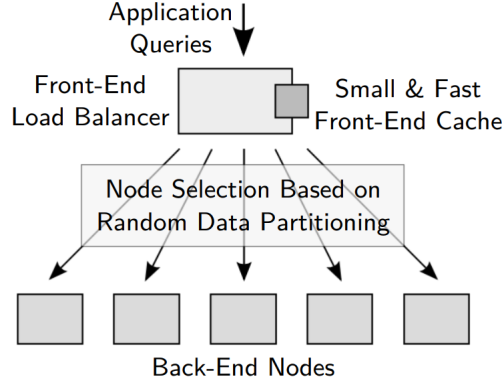 Application
Queries
Front-End
Load Balancer
Small & Fast
Front-End Cache
Node Selection Based on
Random Data Partitioning
Back-End Nodes